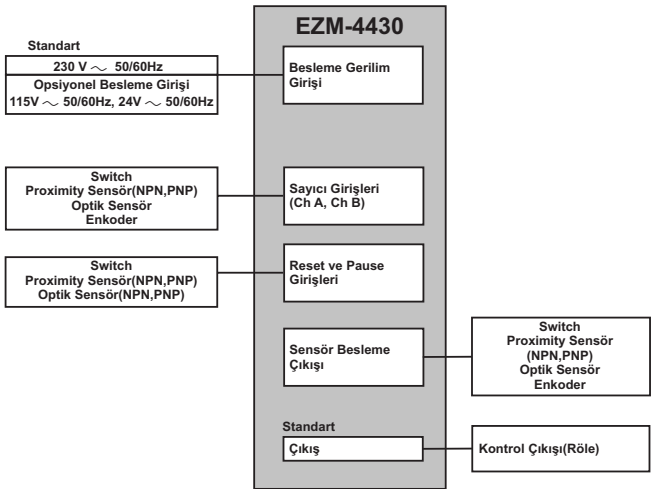 EZM-4430
Standart
230 V ~ 50/60Hz
Opsiyonel Besleme Girişi
115V ~ 50/60Hz, 24V ~ 50/60Hz
Besleme Gerilim
Girişi
Switch
Proximity Sensör(NPN,PNP)
Optik Sensör
Enkoder
Sayıcı Girişleri
(Ch A, Ch B)
Switch
Proximity Sensör(NPN,PNP)
Optik Sensör(NPN,PNP)
Reset ve Pause
Girişleri
Sensör Besleme
Çıkışı
Switch
Proximity Sensör
(NPN,PNP)
Optik Sensör
Enkoder
Standart
Çıkış
Kontrol Çıkışı(Röle)